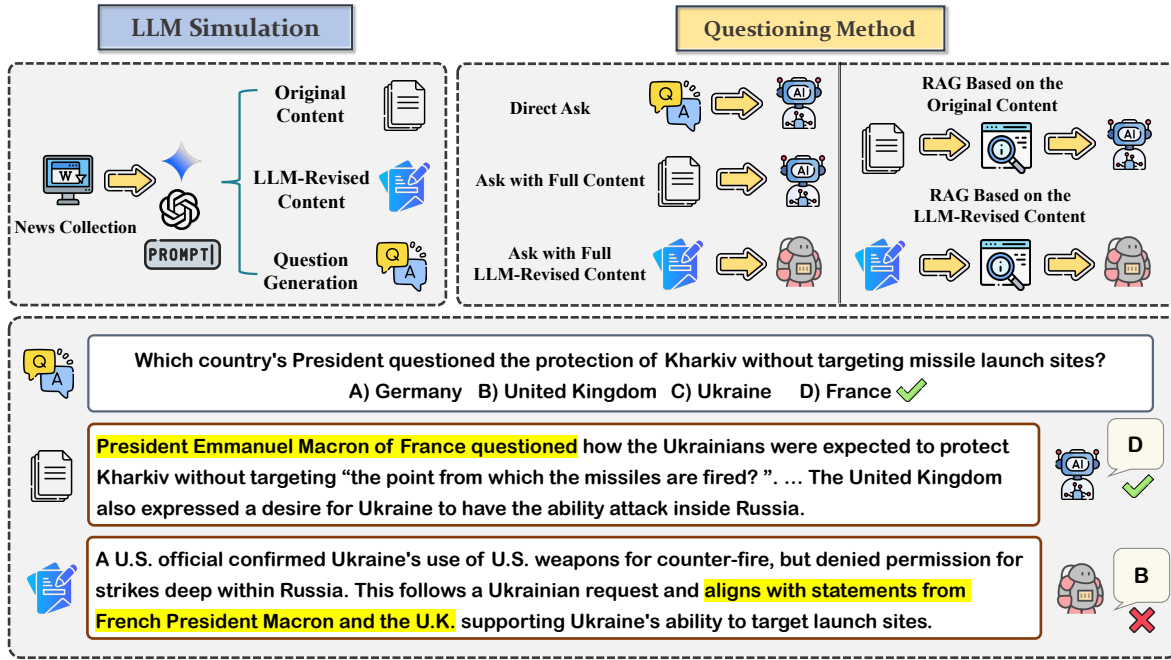 LLM Simulation
Questioning Method
News Collection
W
PROMPT
Original
Content
LLM-Revised
Content
Question
Generation
Q
A
Direct Ask
Q
A
AI
Ask with Full Content
AI
Ask with Full
LLM-Revised Content
RAG Based on the
Original Content
AI
RAG Based on the
LLM-Revised Content
Q
A
Which country's President questioned the protection of Kharkiv without targeting missile launch sites?
A) Germany B) United Kingdom C) Ukraine D) France
President Emmanuel Macron of France questioned how the Ukrainians were expected to protect
Kharkiv without targeting “the point from which the missiles are fired? ”. … The United Kingdom
also expressed a desire for Ukraine to have the ability attack inside Russia.
AI
D
A U.S. official confirmed Ukraine's use of U.S. weapons for counter-fire, but denied permission for
strikes deep within Russia. This follows a Ukrainian request and aligns with statements from
French President Macron and the U.K. supporting Ukraine's ability to target launch sites.
B